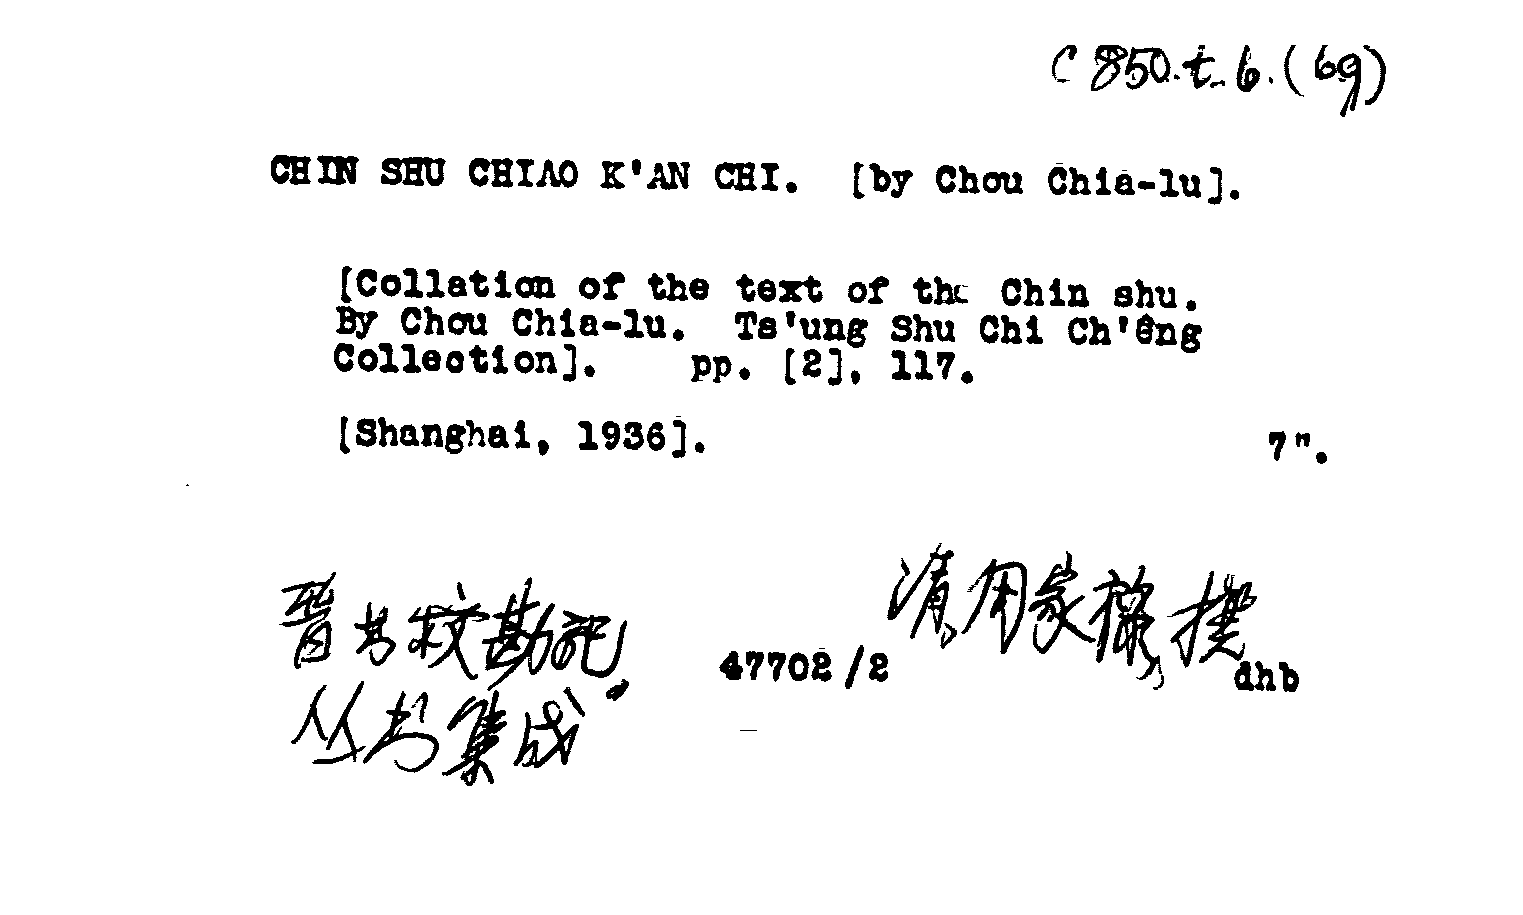 C 850.t.6.(69)
CHIN SHU CHIAO K'AN CHI. [by Chou Chia-lu].
[Collation of the text of the Chin shu.
By Chou Chia-lu. Ts'ung Shu Chi Ch'êng
Collection]. pp. [2], 117.
[Shanghai, 1936]. 7".
晋书校勘记
清周家禄撰
47702/2 dhb
丛书集成